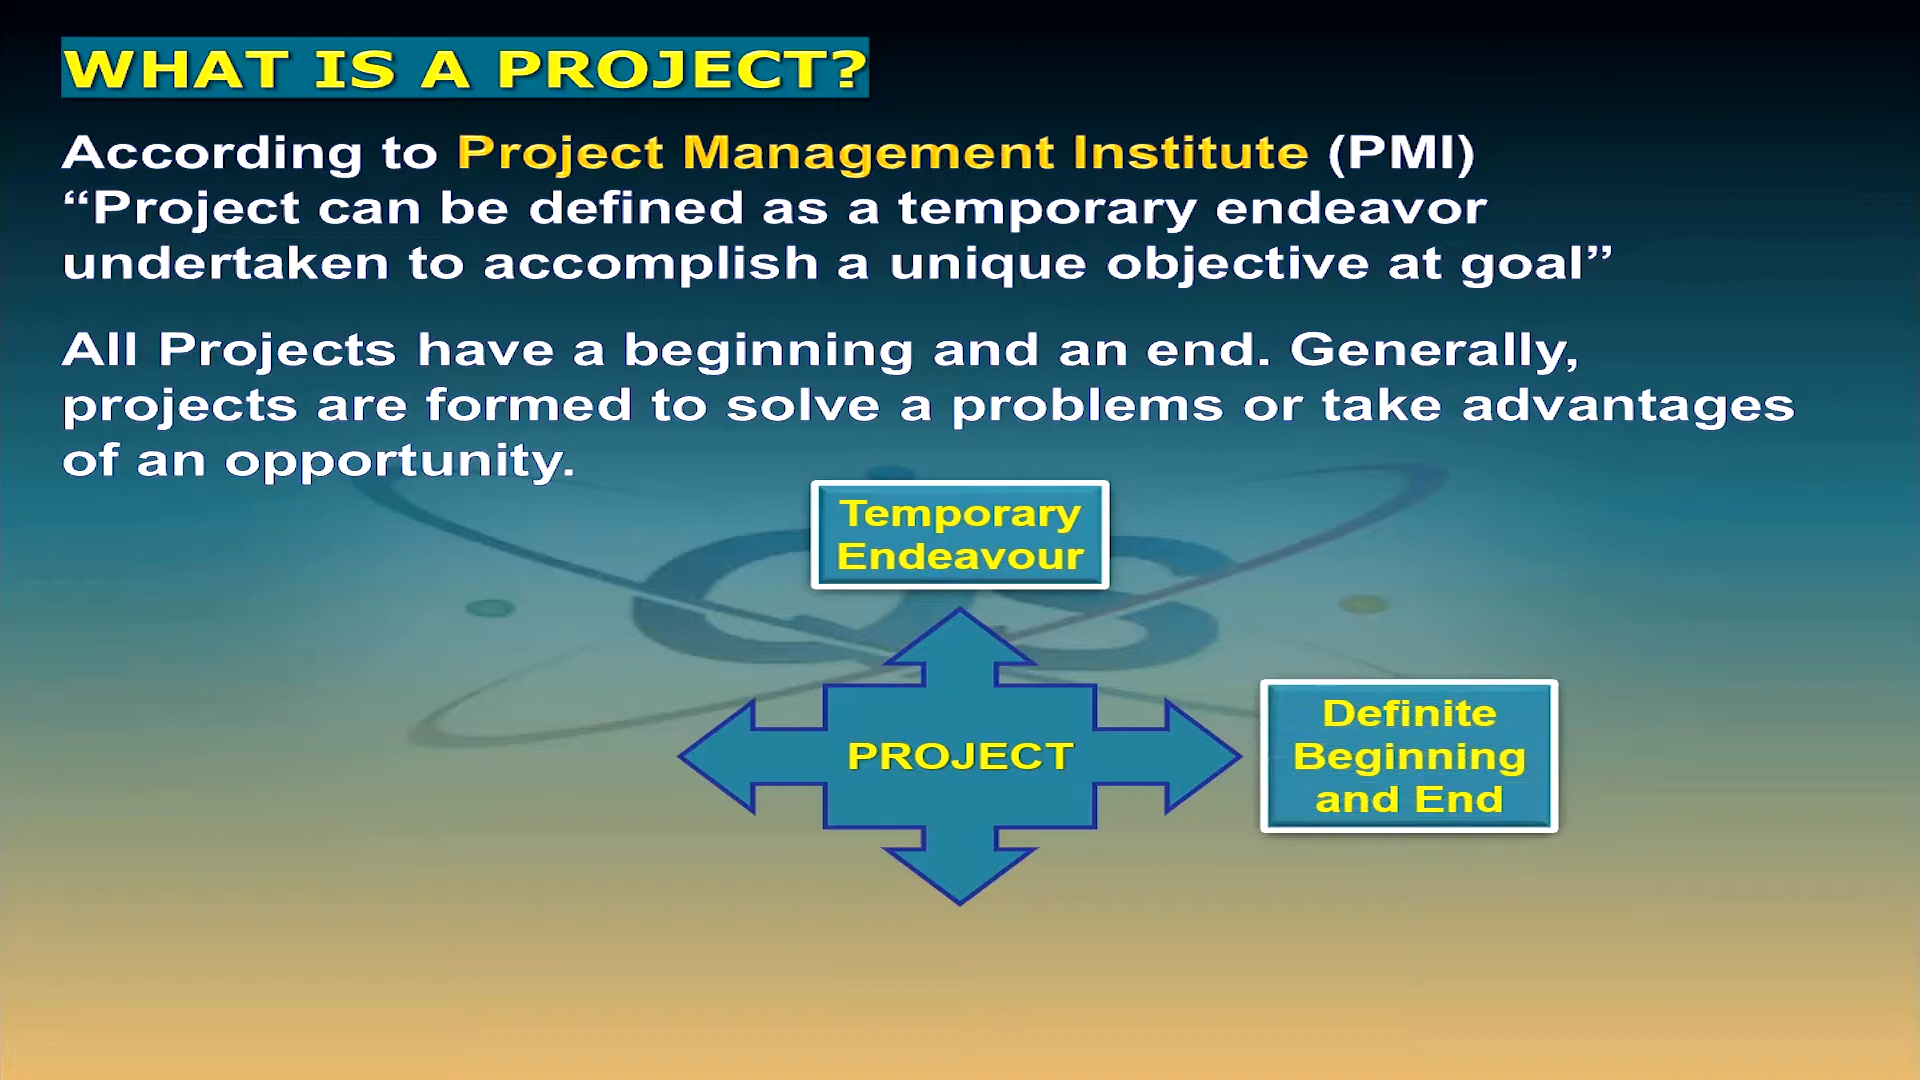 WHAT IS A PROJECT?
According to Project Management Institute (PMI)
“Project can be defined as a temporary endeavor
undertaken to accomplish a unique objective at goal”
All Projects have a beginning and an end. Generally,
projects are formed to solve a problems or take advantages
of an opportunity.
Temporary
Endeavour
PROJECT
Definite
Beginning
and End